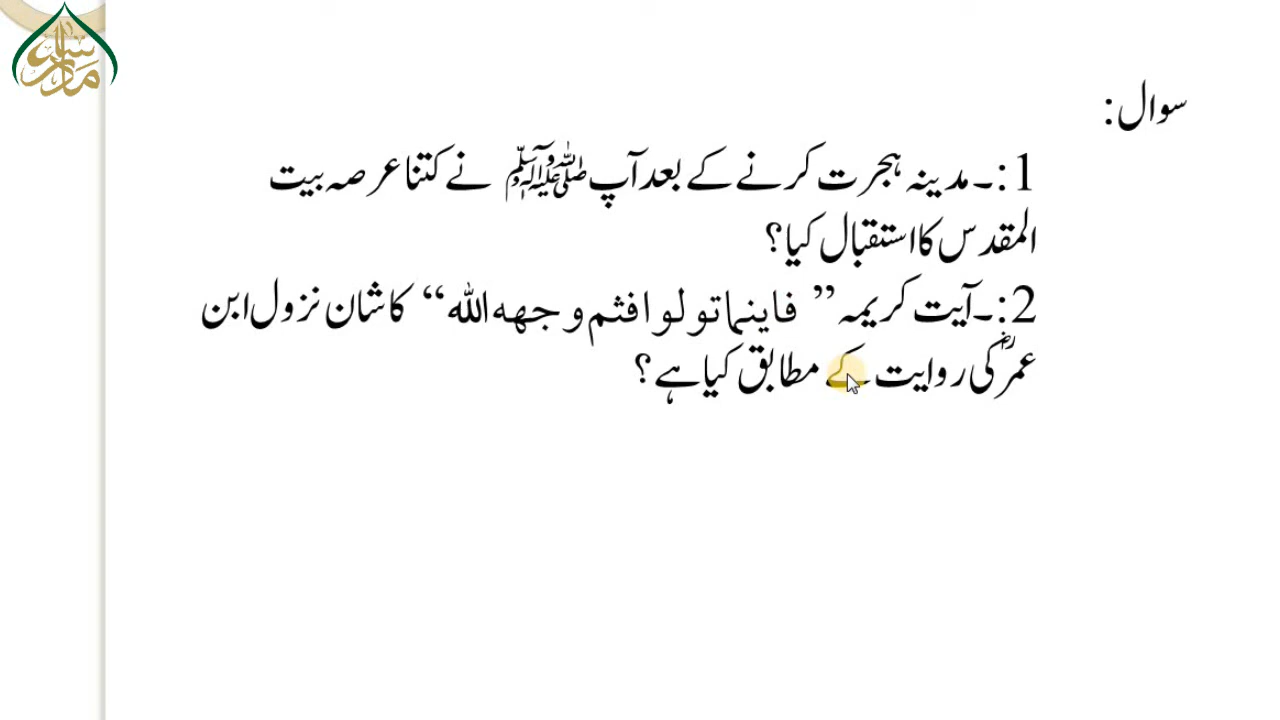 سوال:
1:۔مدینہ ہجرت کرنے کے بعد آپ ﷺ نے کتنا عرصہ بیت
المقدس کا استقبال کیا؟
2:۔آیت کریمہ ” فاینما تولوا فثم وجھه الله “ کا شان نزول ابن
عمرؓ کی روایت کے مطابق کیا ہے؟